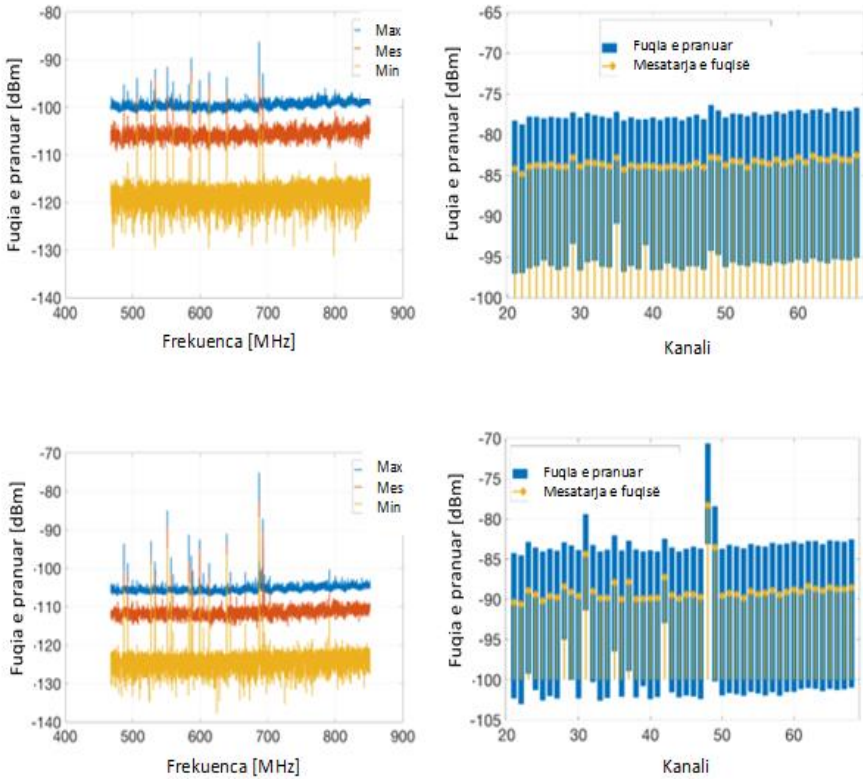 Fuqia e pranuar [dBm]
-80
-90
-100
-110
-120
-130
-140
400 500 600 700 800 900
Frekuenca [MHz]
Max
Mes
Min
Fuqia e pranuar [dBm]
-65
-70
-75
-80
-85
-90
-95
-100
20 30 40 50 60
Kanali
Fuqia e pranuar
Mesatarja e fuqisë
Fuqia e pranuar [dBm]
-70
-80
-90
-100
-110
-120
-130
-140
400 500 600 700 800 900
Frekuenca [MHz]
Max
Mes
Min
Fuqia e pranuar [dBm]
-70
-75
-80
-85
-90
-95
-100
-105
20 30 40 50 60
Kanali
Fuqia e pranuar
Mesatarja e fuqisë